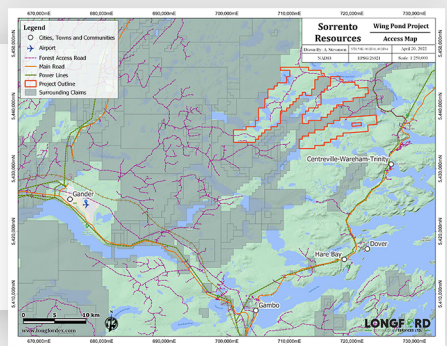 670,000mE 680,000mE 690,000mE 700,000mE 710,000mE 720,000mE 730,000mE
Legend
Cities, Towns and Communities
Airport
Forest Access Road
Main Road
Power Lines
Project Outline
Surrounding Claims
Sorrento
Resources
Wing Pond Project
Access Map
April 20, 2022
NAD83
EPSG:26921
Scale 1:250,000
Centreville-Wareham-Trinity
Gander
Dover
Hare Bay
Gambo
0 5 10 km
www.longfordex.com
LONGFORD
5,450,000mN
5,440,000mN
5,430,000mN
5,420,000mN
5,410,000mN